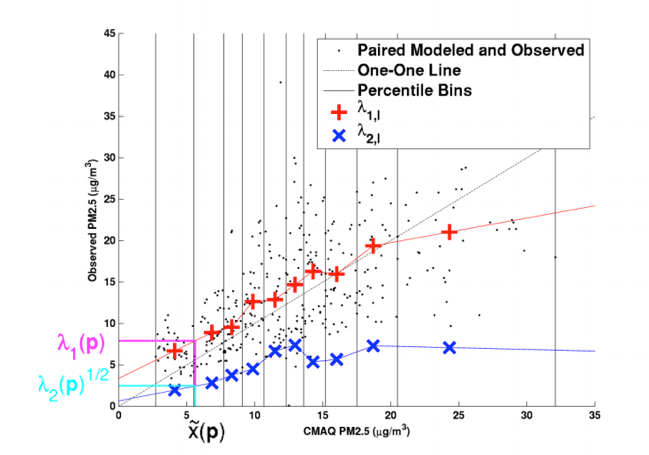 45
40
35
30
25
20
15
10
5
0
Observed PM2.5 (μg/m³)
Paired Modeled and Observed
One-One Line
Percentile Bins
λ1,l
λ2,l
λ1(p)
λ2(p)^1/2
0 5 10 15 20 25 30 35
x̃(p)
CMAQ PM2.5 (μg/m³)